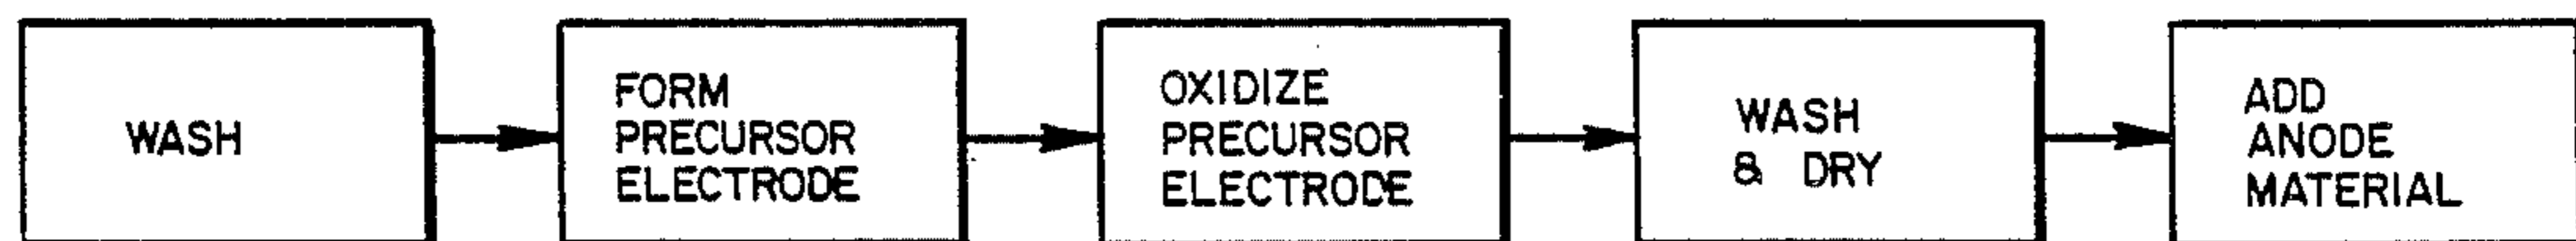 WASH
FORM
PRECURSOR
ELECTRODE
OXIDIZE
PRECURSOR
ELECTRODE
WASH
& DRY
ADD
ANODE
MATERIAL